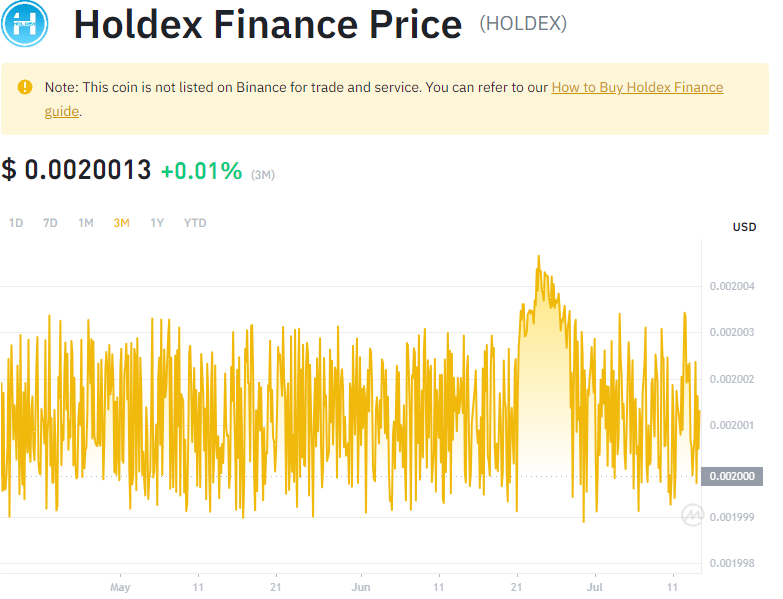 HOLDEX
Holdex Finance Price (HOLDEX)
Note: This coin is not listed on Binance for trade and service. You can refer to our How to Buy Holdex Finance
guide.
$ 0.0020013 +0.01% (3M)
1D 7D 1M 3M 1Y YTD
USD
0.002004
0.002003
0.002002
0.002001
0.002000
0.001999
0.001998
May 11 21 Jun 11 21 Jul 11